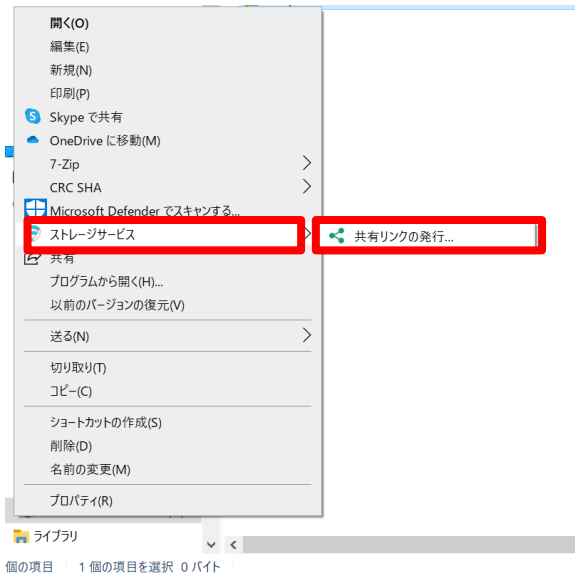 開く(O)
編集(E)
新規(N)
印刷(P)
Skype で共有
OneDrive に移動(M)
7-Zip
CRC SHA
Microsoft Defender でスキャンする...
ストレージサービス
共有リンクの発行...
共有
プログラムから開く(H)...
以前のバージョンの復元(V)
送る(N)
切り取り(T)
コピー(C)
ショートカットの作成(S)
削除(D)
名前の変更(M)
プロパティ(R)
ライブラリ
個の項目 1 個の項目を選択 0 バイト